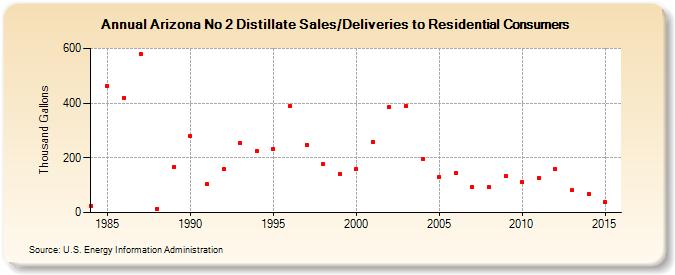 Annual Arizona No 2 Distillate Sales/Deliveries to Residential Consumers
Thousand Gallons
600
400
200
0
1985 1990 1995 2000 2005 2010 2015
Source: U.S. Energy Information Administration